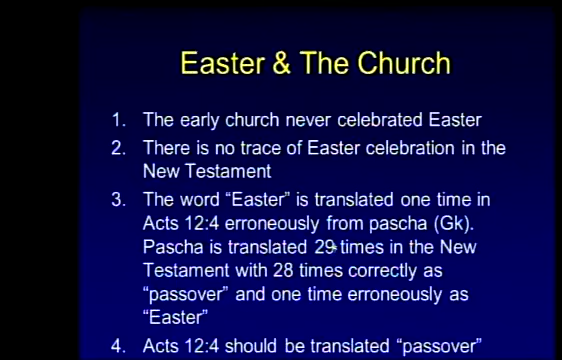 Easter & The Church
1. The early church never celebrated Easter
2. There is no trace of Easter celebration in the
New Testament
3. The word “Easter” is translated one time in
Acts 12:4 erroneously from pascha (Gk).
Pascha is translated 29 times in the New
Testament with 28 times correctly as
“passover” and one time erroneously as
“Easter”
4. Acts 12:4 should be translated “passover”